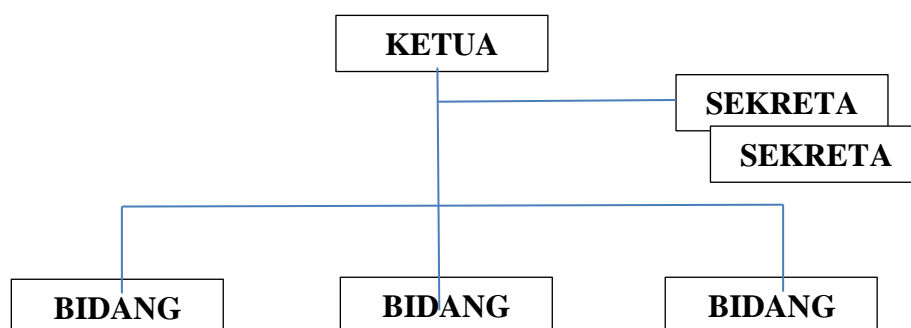 KETUA
SEKRETA
SEKRETA
BIDANG
BIDANG
BIDANG